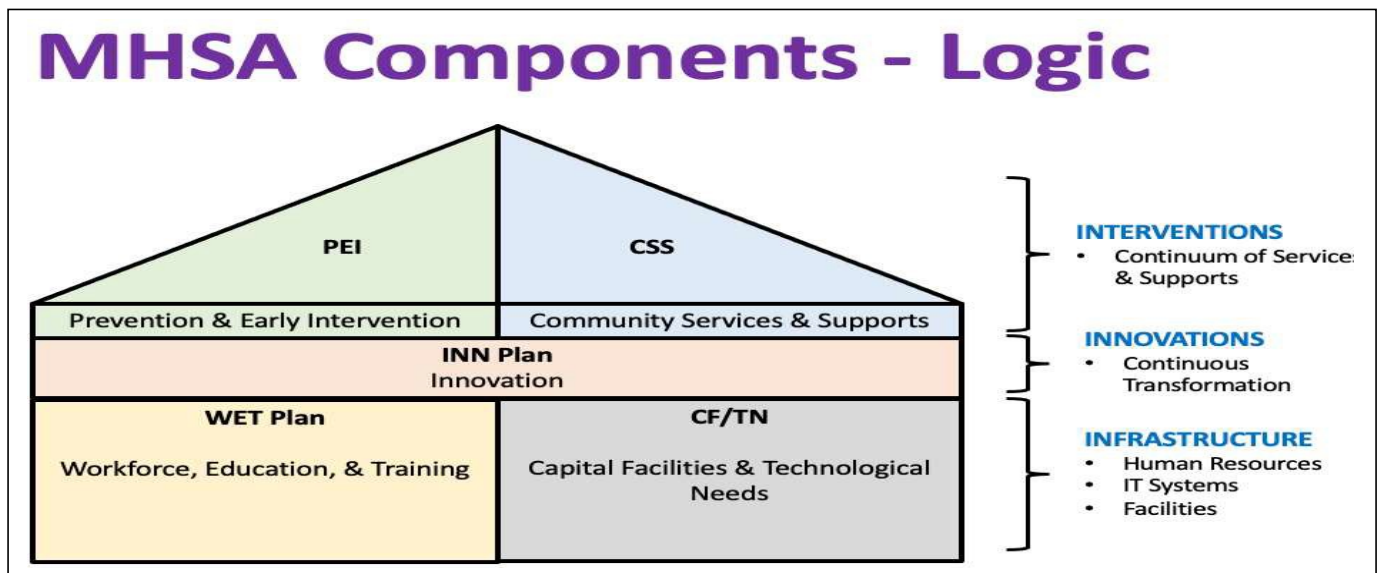 MHSA Components - Logic
PEI
CSS
Prevention & Early Intervention
Community Services & Supports
INN Plan
Innovation
WET Plan
Workforce, Education, & Training
CF/TN
Capital Facilities & Technological
Needs
INTERVENTIONS
• Continuum of Service
& Supports
INNOVATIONS
• Continuous
Transformation
INFRASTRUCTURE
• Human Resources
• IT Systems
• Facilities